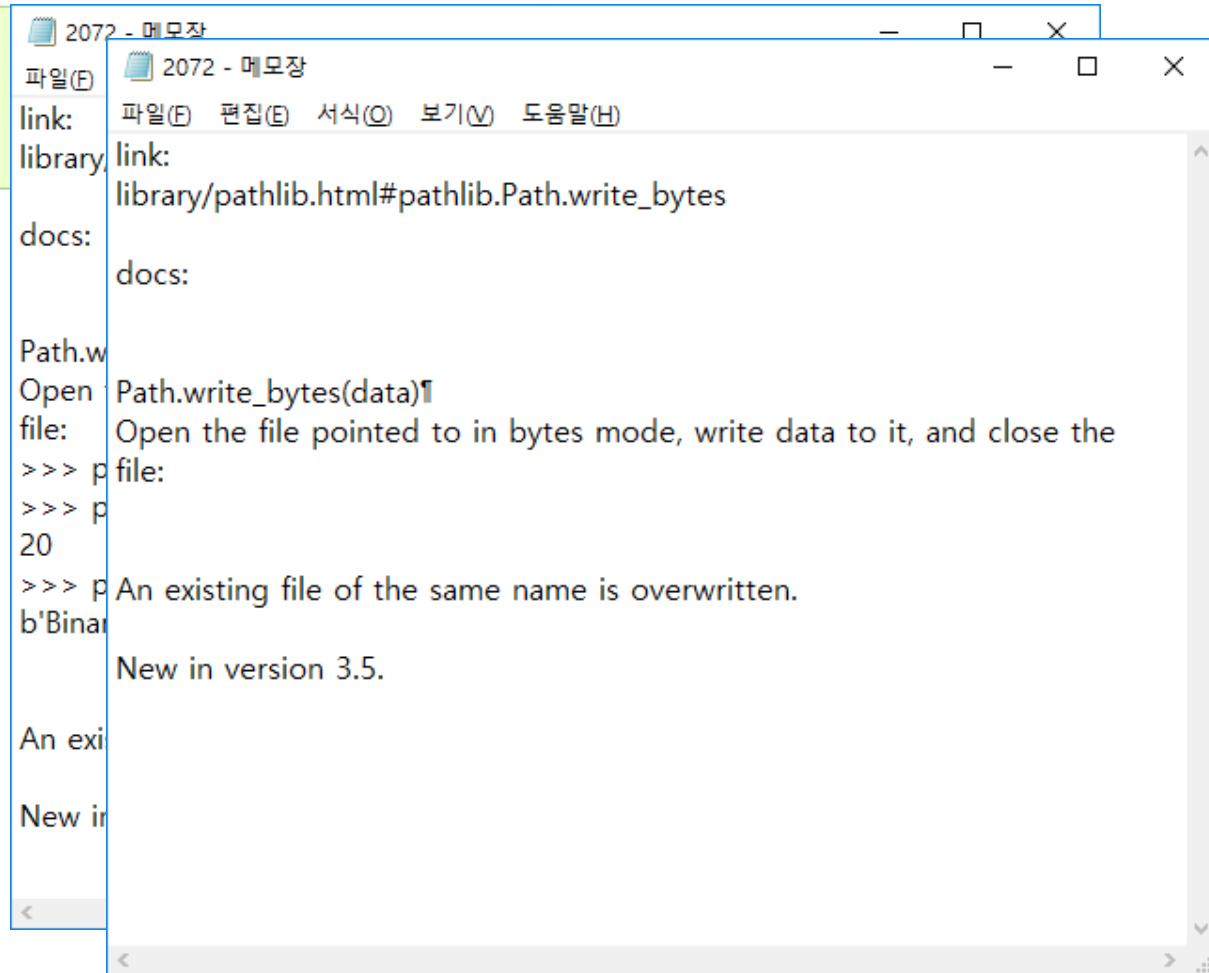 2072 - 메모장
파일(F)
link:
library/
docs:
Path.w
Open
file:
>>> p
>>> p
20
>>> p
b'Binar
An exi
New in
2072 - 메모장
파일(F) 편집(E) 서식(O) 보기(V) 도움말(H)
link:
library/pathlib.html#pathlib.Path.write_bytes
docs:
Path.write_bytes(data)¶
Open the file pointed to in bytes mode, write data to it, and close the
file:
An existing file of the same name is overwritten.
New in version 3.5.